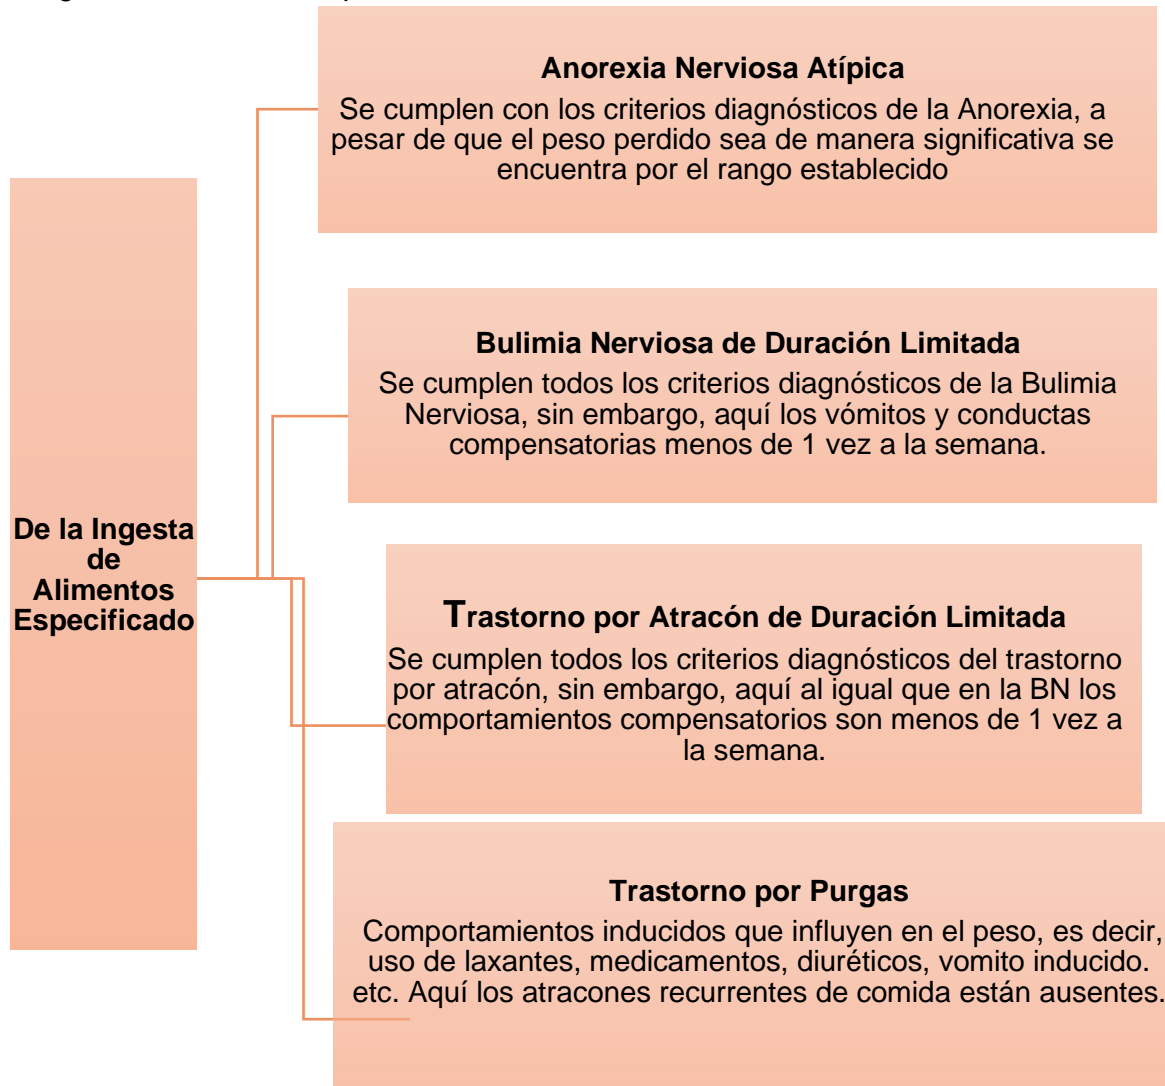 Anorexia Nerviosa Atípica
Se cumplen con los criterios diagnósticos de la Anorexia, a
pesar de que el peso perdido sea de manera significativa se
encuentra por el rango establecido
Bulimia Nerviosa de Duración Limitada
Se cumplen todos los criterios diagnósticos de la Bulimia
Nerviosa, sin embargo, aquí los vómitos y conductas
compensatorias menos de 1 vez a la semana.
De la Ingesta
de
Alimentos
Especificado
Trastorno por Atracón de Duración Limitada
Se cumplen todos los criterios diagnósticos del trastorno
por atracón, sin embargo, aquí al igual que en la BN los
comportamientos compensatorios son menos de 1 vez a
la semana.
Trastorno por Purgas
Comportamientos inducidos que influyen en el peso, es decir,
uso de laxantes, medicamentos, diuréticos, vomito inducido.
etc. Aquí los atracones recurrentes de comida están ausentes.